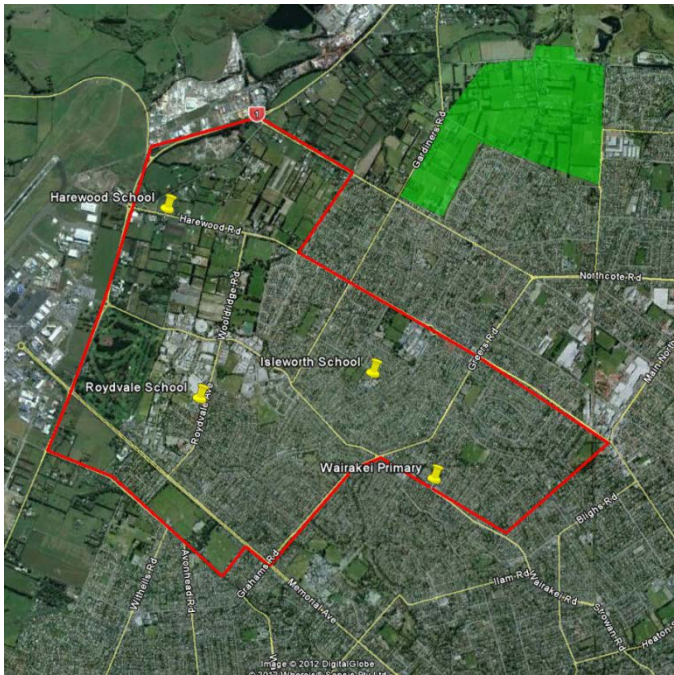 1
Gardiners Rd
Harewood School
Harewood Rd
Northcote Rd
Wooldridge Rd
Greers Rd
Main North
Isleworth School
Roydvale School
Roydvale Ave
Wairakei Primary
Blighs Rd
Grahams Rd
Ilam Rd
Wairakei Rd
Withells Rd
Avonhead Rd
Memorial Ave
Strowan Rd
Heaton
Image © 2012 DigitalGlobe